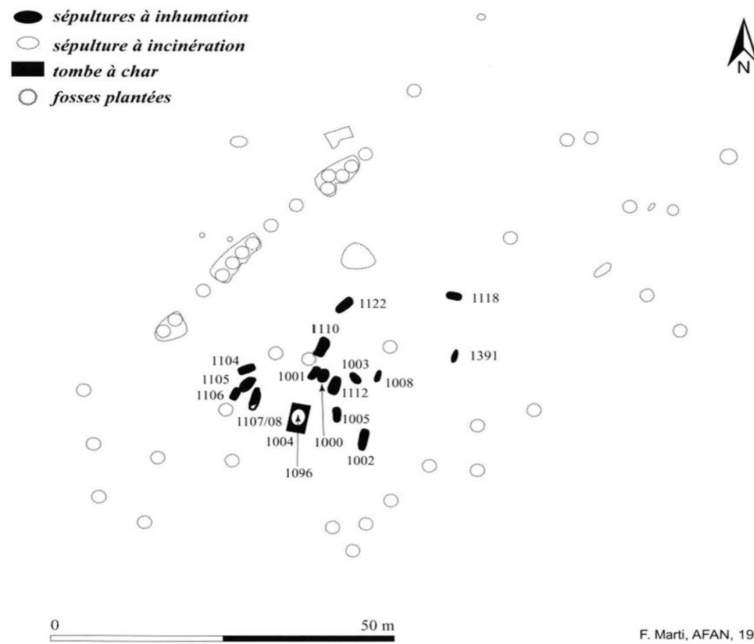 sépultures à inhumation
sépulture à incinération
tombe à char
fosses plantées
N
1122
1118
1110
1391
1104
1003
1105
1001
1008
1106
1112
1107/08
1005
1004
1000
1002
1096
0
50 m
F. Marti, AFAN, 19